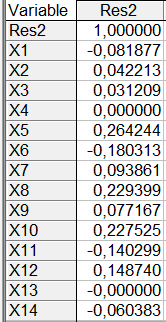 Variable Res2
Res2 1,000000
X1 -0,081877
X2 0,042213
X3 0,031209
X4 0,000000
X5 0,264244
X6 -0,180313
X7 0,093861
X8 0,229399
X9 0,077167
X10 0,227525
X11 -0,140299
X12 0,148740
X13 -0,000000
X14 -0,060383